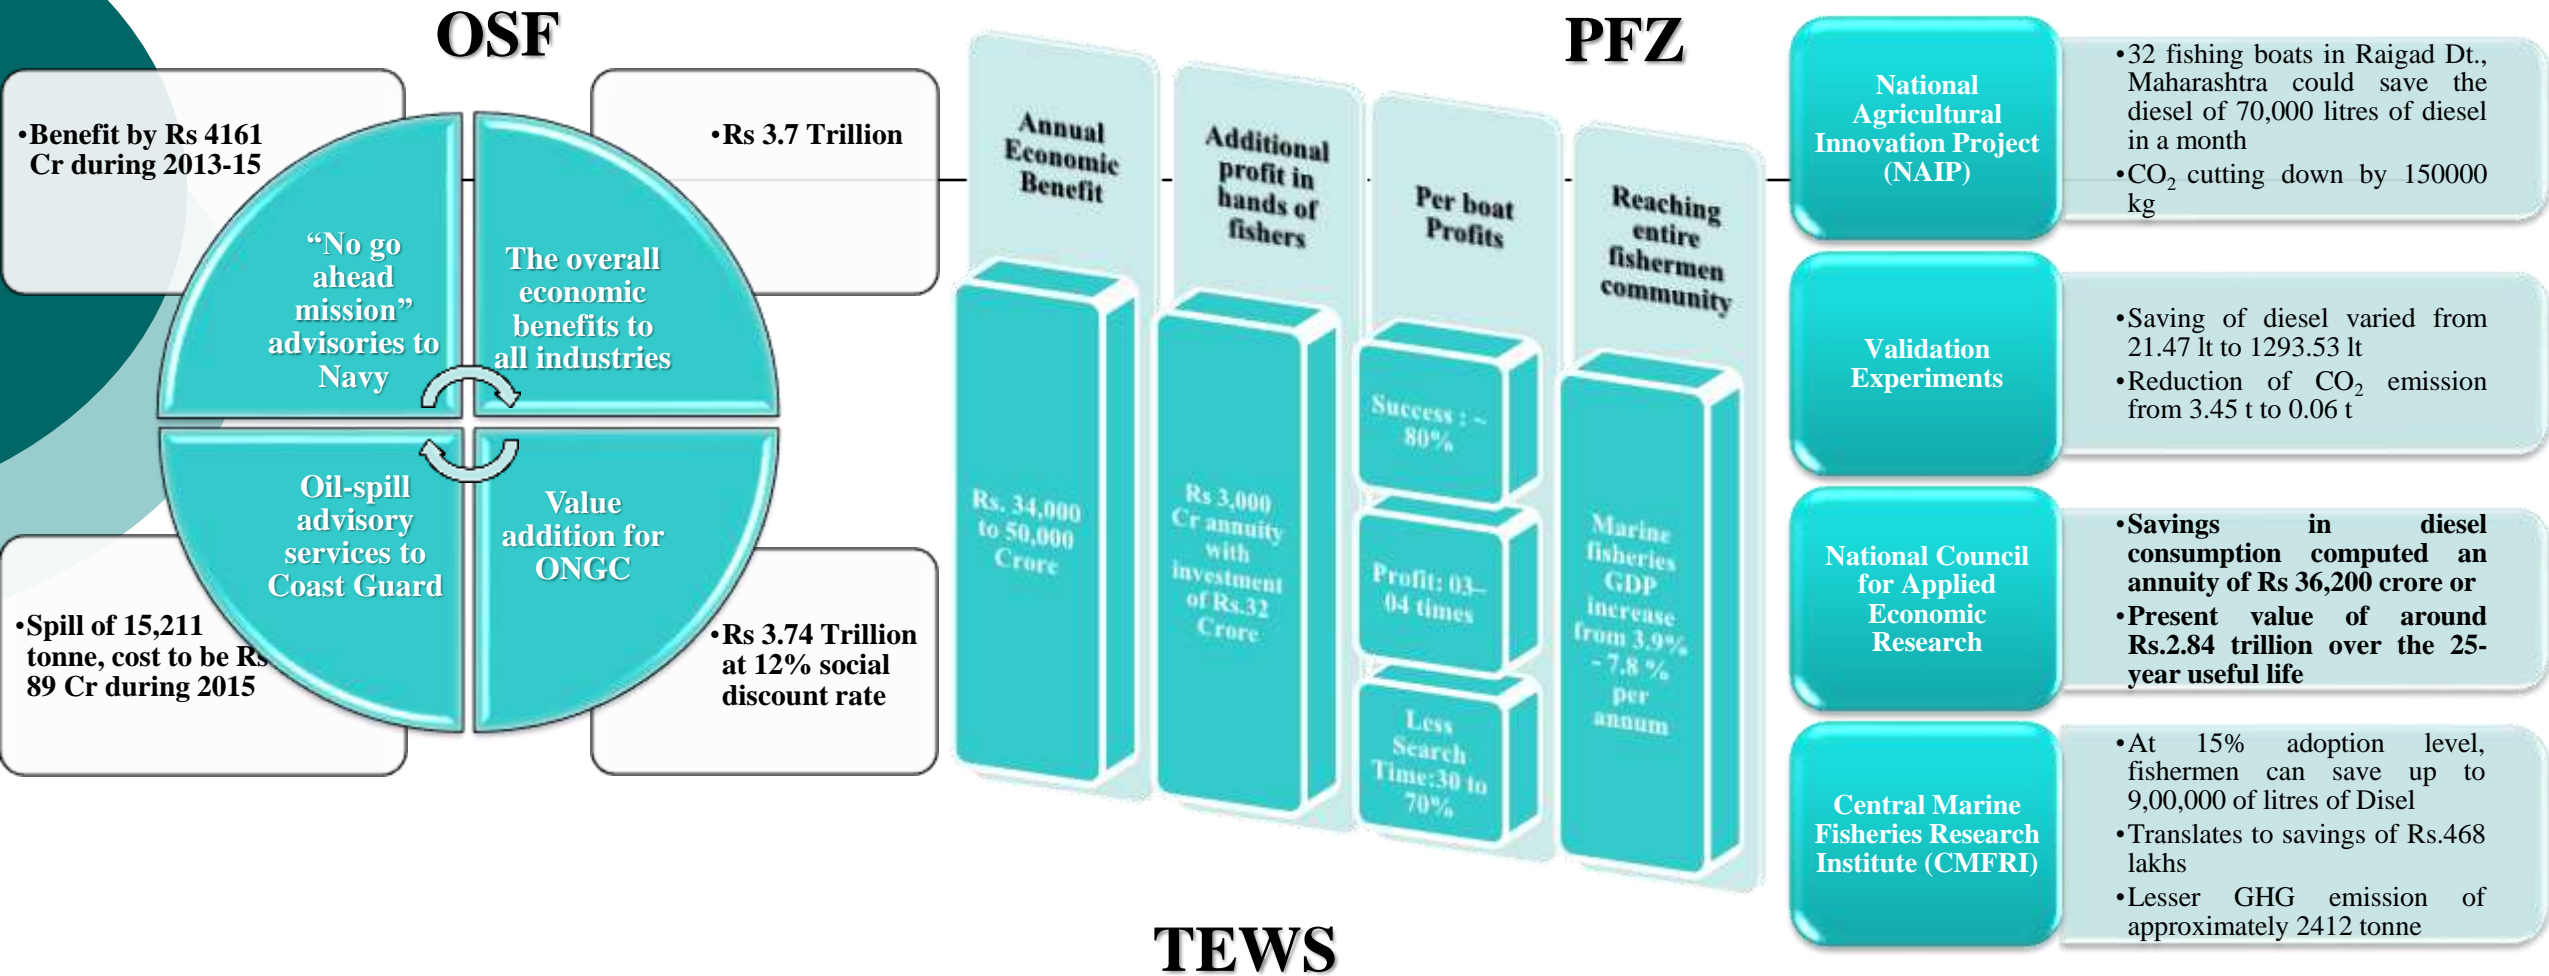 OSF
•Benefit by Rs 4161
Cr during 2013-15
•Rs 3.7 Trillion
“No go
ahead
mission”
advisories to
Navy
The overall
economic
benefits to
all industries
Oil-spill
advisory
services to
Coast Guard
Value
addition for
ONGC
•Spill of 15,211
tonne, cost to be Rs
89 Cr during 2015
•Rs 3.74 Trillion
at 12% social
discount rate
PFZ
Annual
Economic
Benefit
Rs. 34,000
to 50,000
Crore
Additional
profit in
hands of
fishers
Rs 3,000
Cr annuity
with
investment
of Rs.32
Crore
Per boat
Profits
Success : ~
80%
Profit: 03–
04 times
Less
Search
Time:30 to
70%
Reaching
entire
fishermen
community
Marine
fisheries
GDP
increase
from 3.9%
- 7.8 %
per
annum
National
Agricultural
Innovation Project
(NAIP)
•32 fishing boats in Raigad Dt.,
Maharashtra could save the
diesel of 70,000 litres of diesel
in a month
•CO2 cutting down by 150000
kg
Validation
Experiments
•Saving of diesel varied from
21.47 lt to 1293.53 lt
•Reduction of CO2 emission
from 3.45 t to 0.06 t
National Council
for Applied
Economic
Research
•Savings in diesel
consumption computed an
annuity of Rs 36,200 crore or
•Present value of around
Rs.2.84 trillion over the 25-
year useful life
Central Marine
Fisheries Research
Institute (CMFRI)
•At 15% adoption level,
fishermen can save up to
9,00,000 of litres of Disel
•Translates to savings of Rs.468
lakhs
•Lesser GHG emission of
approximately 2412 tonne
TEWS